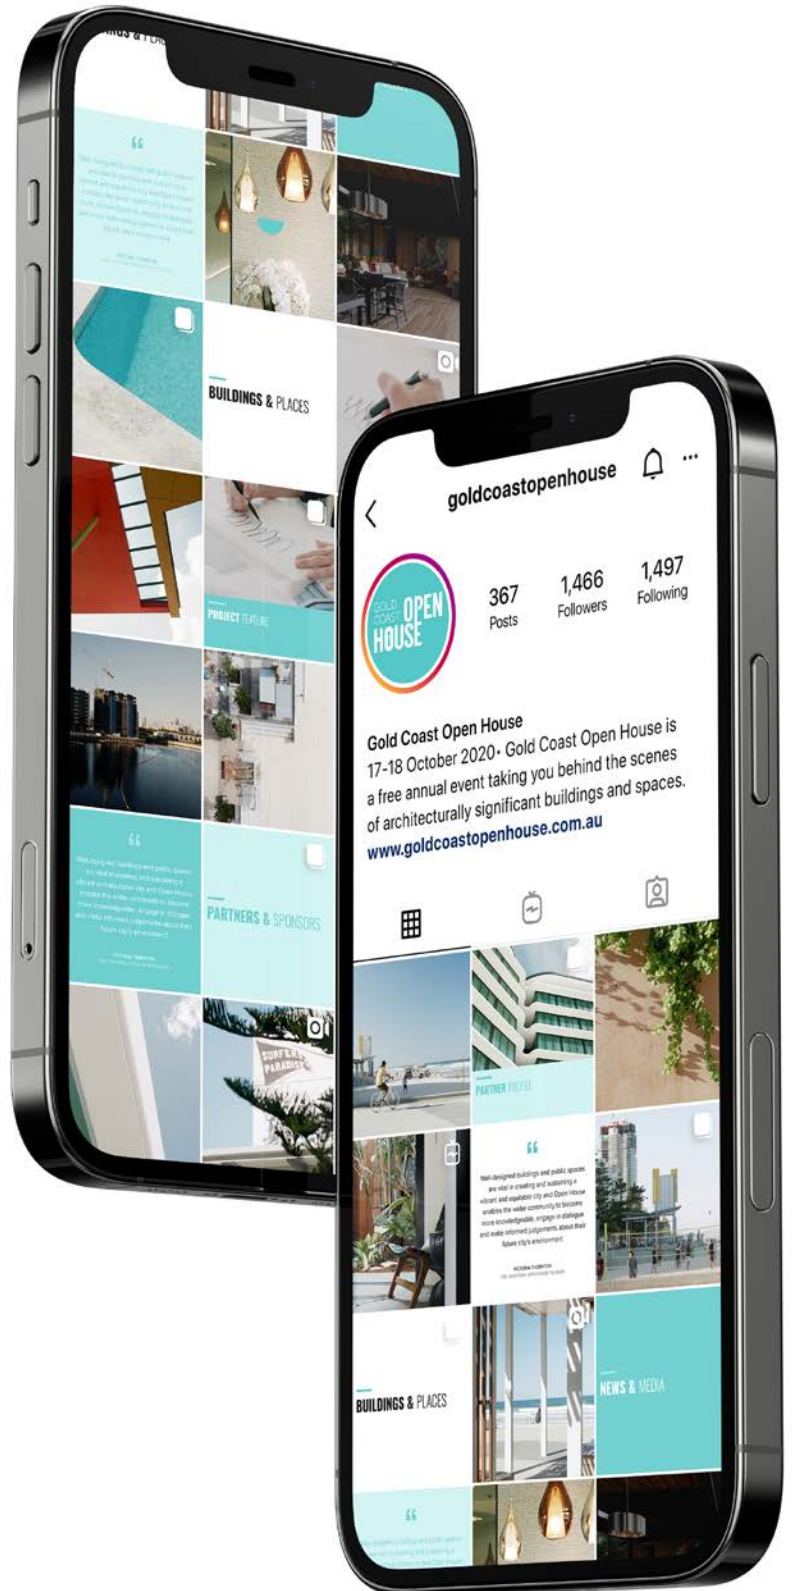 BUILDINGS & PLACES
PROJECT FEATURE
PARTNERS & SPONSORS
SURFERS
PARADISE
goldcoastopenhouse
GOLD
COAST OPEN
HOUSE
367
Posts
1,466
Followers
1,497
Following
Gold Coast Open House
17-18 October 2020• Gold Coast Open House is
a free annual event taking you behind the scenes
of architecturally significant buildings and spaces.
www.goldcoastopenhouse.com.au
PARTNER PROFILE
“
Well-designed buildings and public spaces
are vital in creating and sustaining a
vibrant and equitable city and Open House
enables the wider community to become
more knowledgeable, engage in dialogue
and make informed judgements about their
future city's environment.
VICTORIA THORNTON
BUILDINGS & PLACES
NEWS & MEDIA